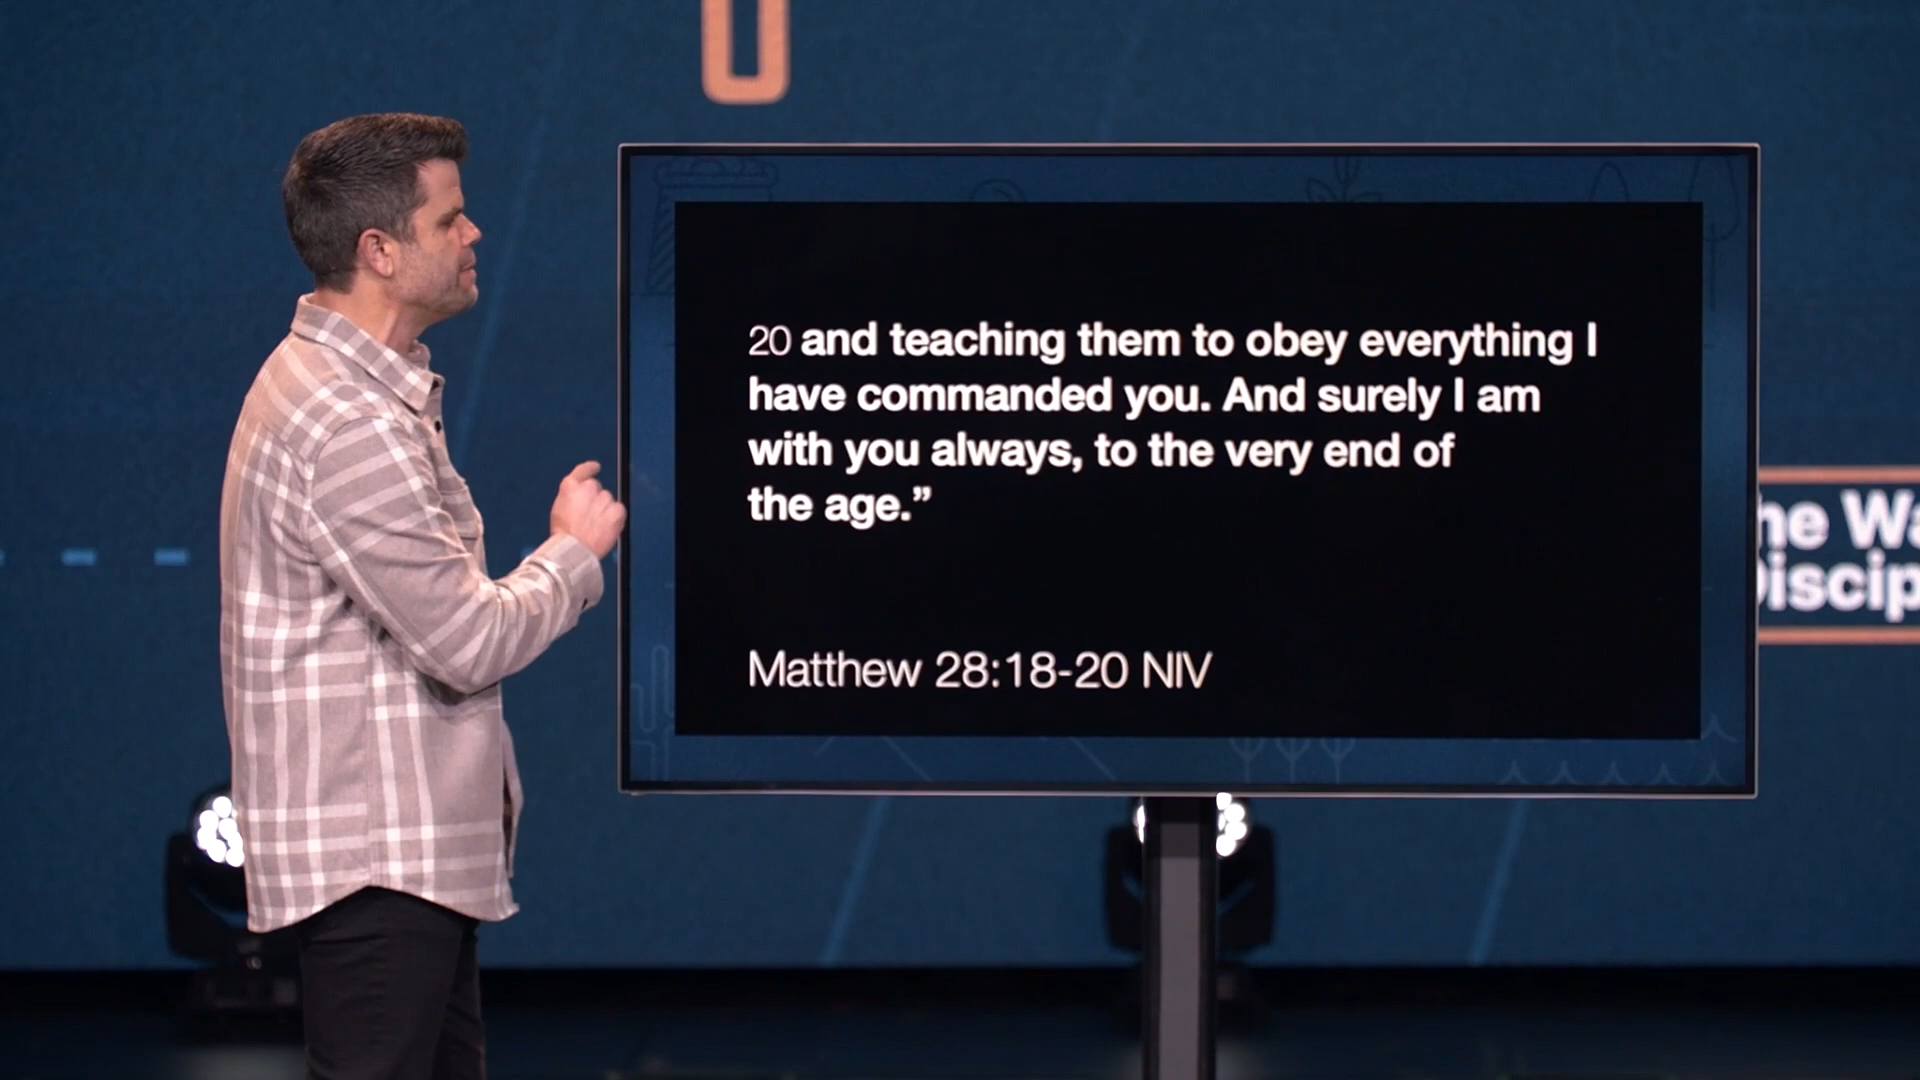 20 and teaching them to obey everything I
have commanded you. And surely I am
with you always, to the very end of
the age.”
Matthew 28:18-20 NIV